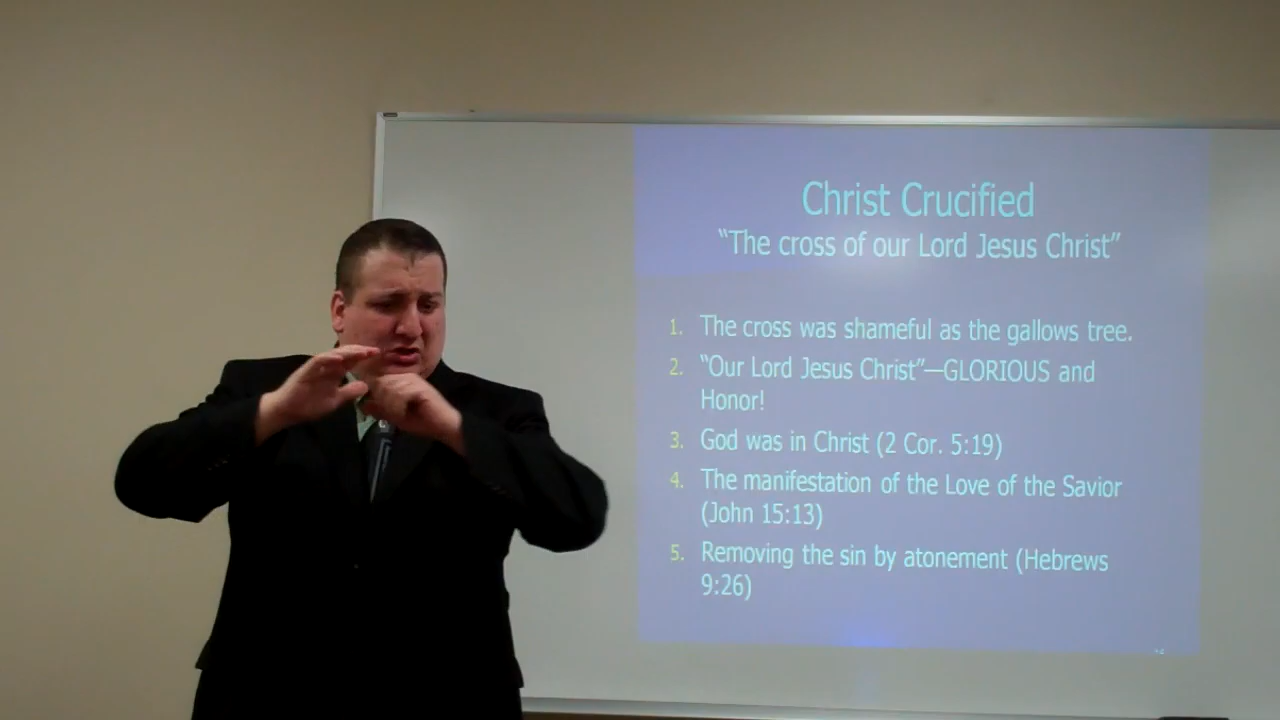 Christ Crucified
“The cross of our Lord Jesus Christ”
1. The cross was shameful as the gallows tree.
2. “Our Lord Jesus Christ”—GLORIOUS and
Honor!
3. God was in Christ (2 Cor. 5:19)
4. The manifestation of the Love of the Savior
(John 15:13)
5. Removing the sin by atonement (Hebrews
9:26)